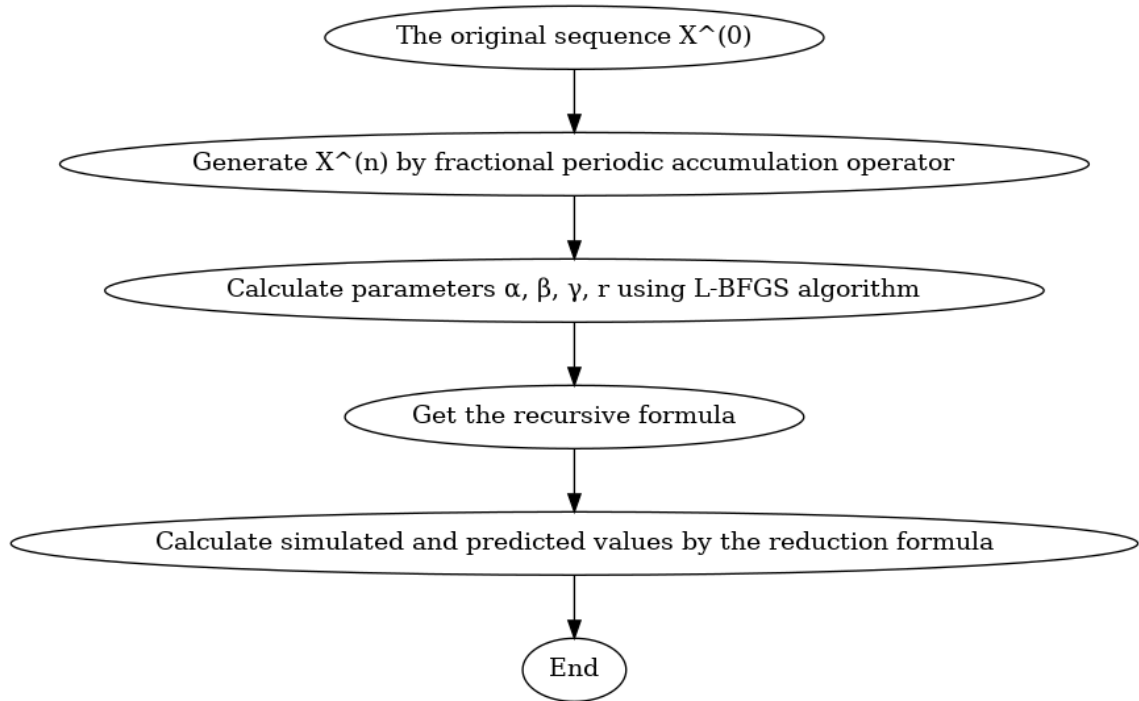 The original sequence X^(0)
Generate X^(n) by fractional periodic accumulation operator
Calculate parameters α, β, γ, r using L-BFGS algorithm
Get the recursive formula
Calculate simulated and predicted values by the reduction formula
End